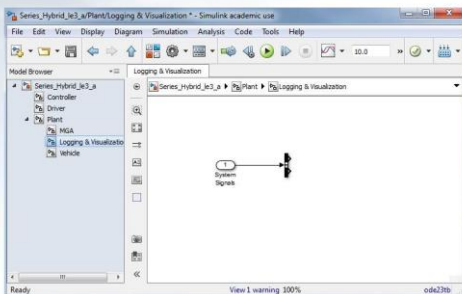 Series_Hybrid_le3_a/Plant/Logging & Visualization * - Simulink academic use
File Edit View Display Diagram Simulation Analysis Code Tools Help
10.0
Model Browser
Logging & Visualization
Series_Hybrid_le3_a
Controller
Driver
Plant
MGA
Logging & Visualizatio
Vehicle
Series_Hybrid_le3_a Plant Logging & Visualization
1
System
Signals
Ready
View 1 warning 100%
ode23tb